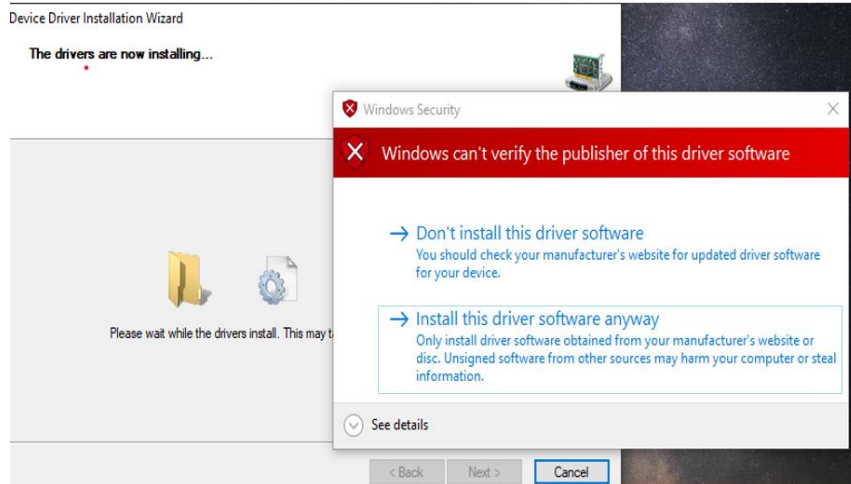 Device Driver Installation Wizard
The drivers are now installing...
Windows Security
Windows can't verify the publisher of this driver software
Don't install this driver software
You should check your manufacturer's website for updated driver software
for your device.
Install this driver software anyway
Only install driver software obtained from your manufacturer's website or
disc. Unsigned software from other sources may harm your computer or steal
information.
Please wait while the drivers install. This may
See details
< Back
Next >
Cancel